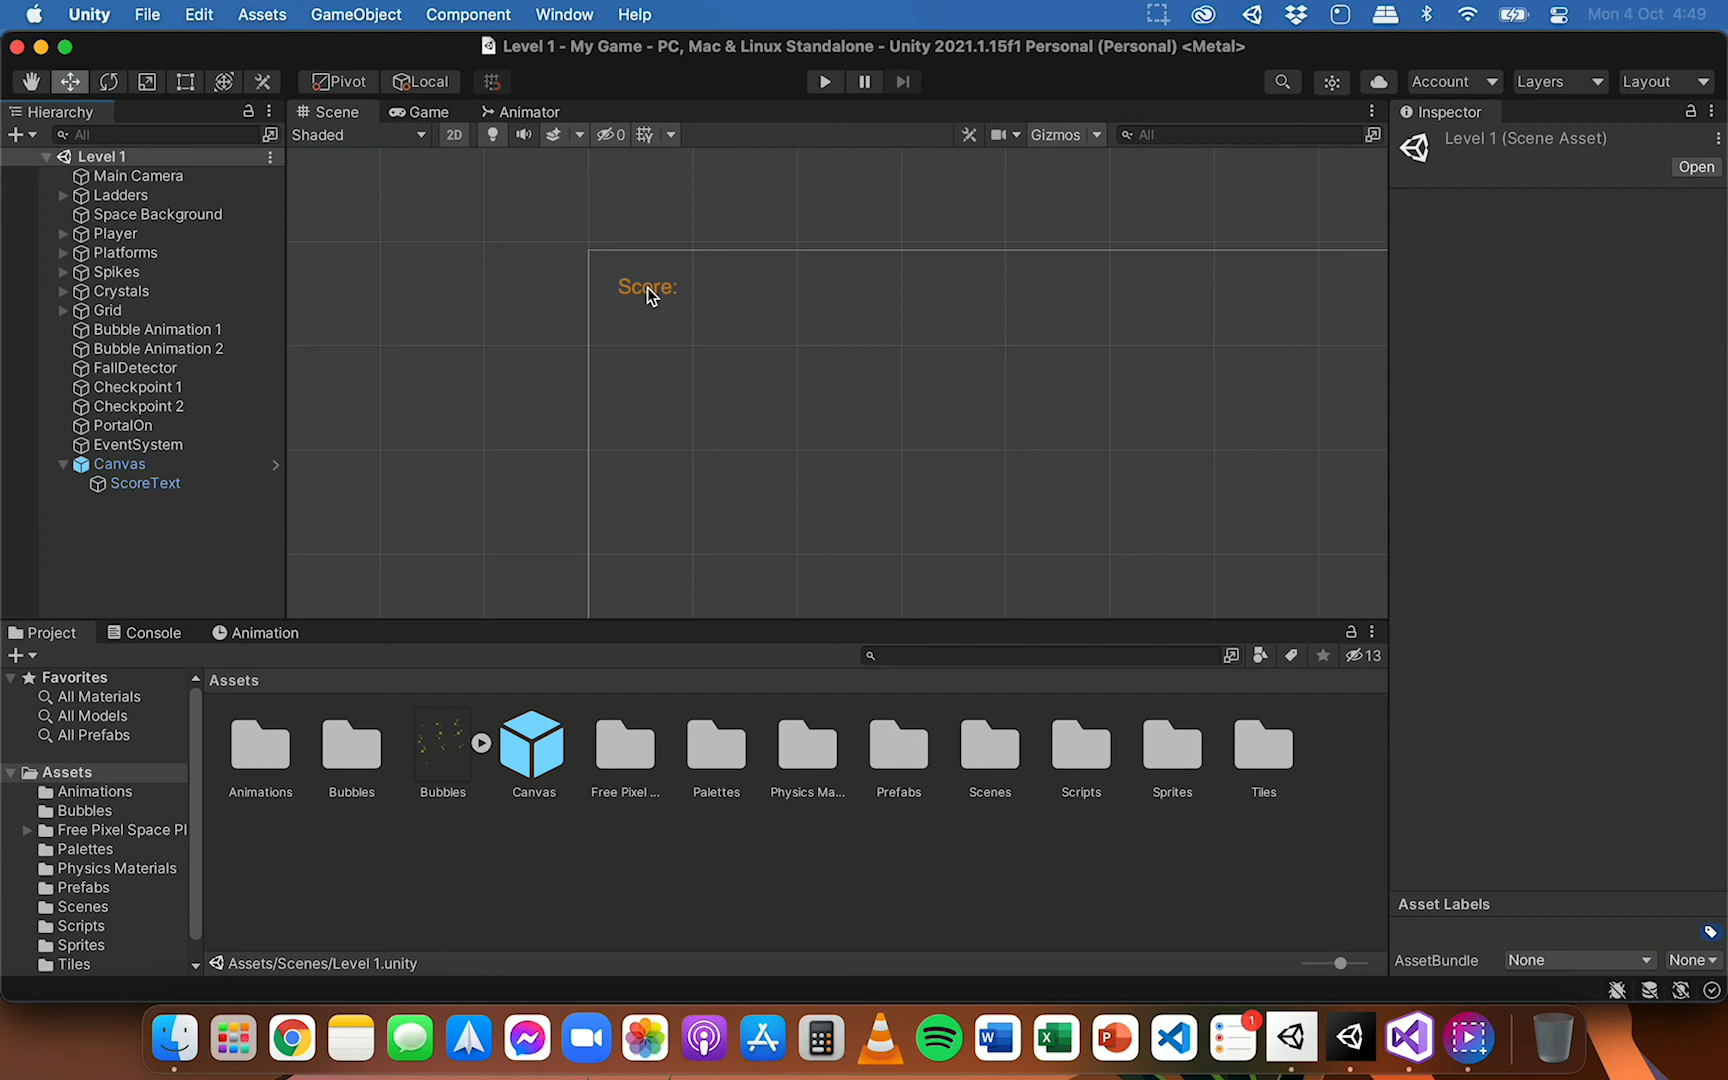 Unity File Edit Assets GameObject Component Window Help Mon 4 Oct 4:49
Level 1 - My Game - PC, Mac & Linux Standalone - Unity 2021.1.15f1 Personal (Personal) <Metal>
Pivot Local Account Layers Layout
Hierarchy Scene Game Animator Inspector
All Shaded 2D 0 Gizmos All
Level 1 (Scene Asset)
Open
Level 1
Main Camera
Ladders
Space Background
Player
Platforms
Spikes
Crystals
Grid
Bubble Animation 1
Bubble Animation 2
FallDetector
Checkpoint 1
Checkpoint 2
PortalOn
EventSystem
Canvas
ScoreText
Score:
Project Console Animation
13
Favorites
All Materials
All Models
All Prefabs
Assets
Animations
Bubbles
Free Pixel Space Pl
Palettes
Physics Materials
Prefabs
Scenes
Scripts
Sprites
Tiles
Assets
Animations Bubbles Bubbles Canvas Free Pixel ... Palettes Physics Ma... Prefabs Scenes Scripts Sprites Tiles
Assets/Scenes/Level 1.unity
Asset Labels
AssetBundle None None
W X P 1